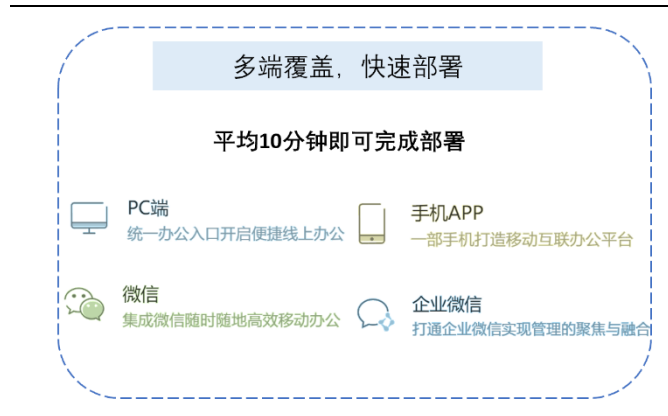 多端覆盖，快速部署
平均10分钟即可完成部署
PC端
统一办公入口开启便捷线上办公
手机APP
一部手机打造移动互联办公平台
微信
集成微信随时随地高效移动办公
企业微信
打通企业微信实现管理的聚焦与融合